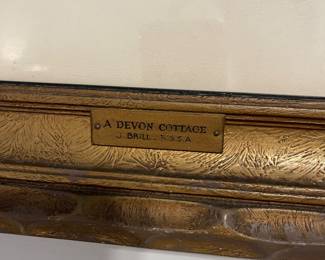 A DEVON COTTAGE
J. BRILL. R.S.A